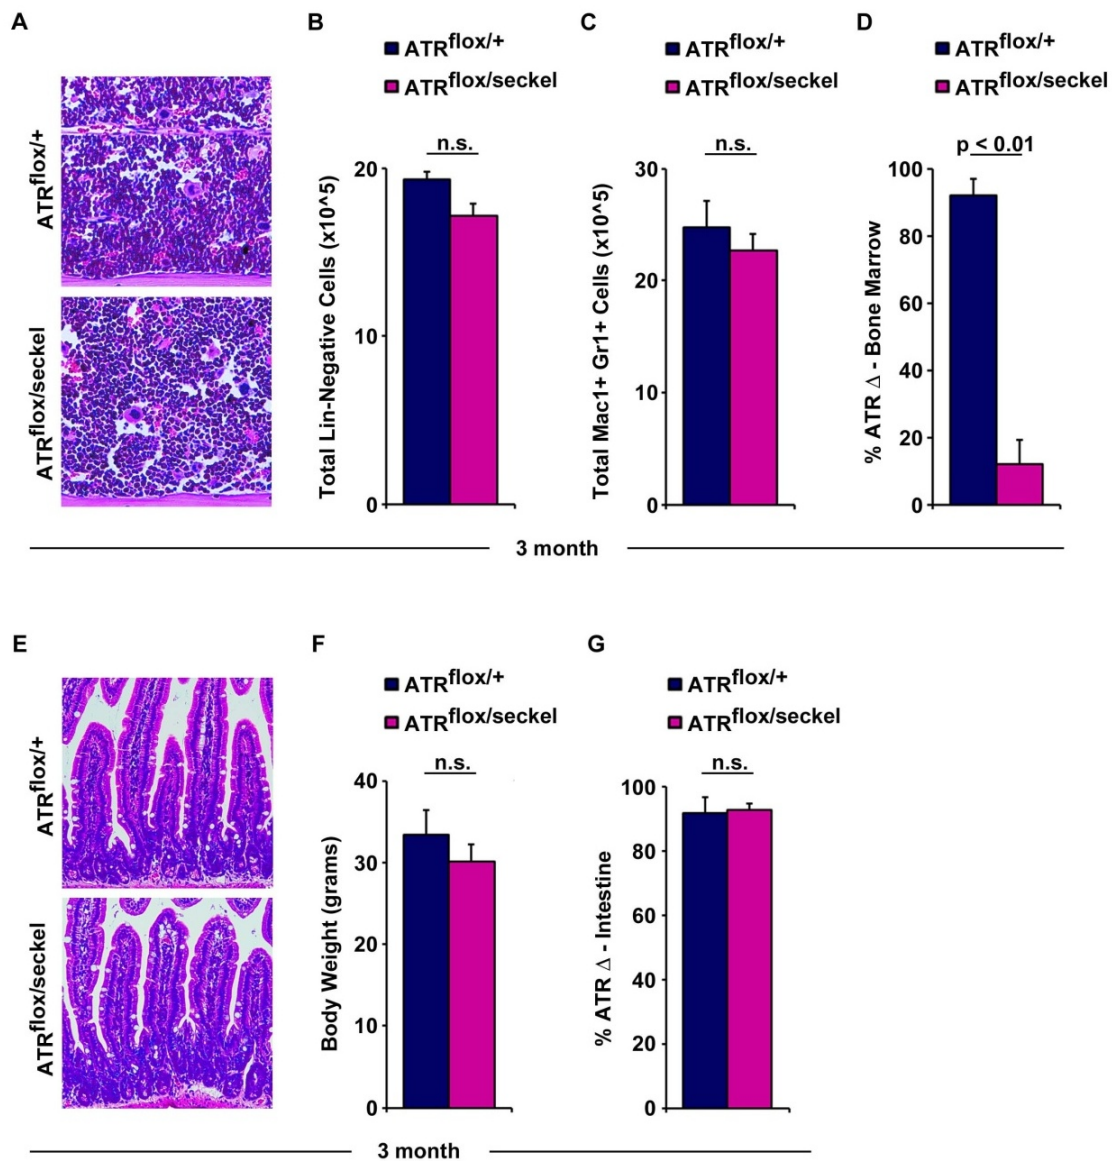 A
B
C
D
ATRflox/+
ATRflox/seckel
ATRflox/+
ATRflox/seckel
ATRflox/+
ATRflox/seckel
ATRflox/+
ATRflox/seckel
n.s.
n.s.
p < 0.01
Total Lin-Negative Cells (x10^5)
20
10
0
Total Mac1+ Gr1+ Cells (x10^5)
30
20
10
0
% ATR Δ - Bone Marrow
100
80
60
40
20
0
3 month
E
F
G
ATRflox/+
ATRflox/seckel
ATRflox/+
ATRflox/seckel
ATRflox/+
ATRflox/seckel
n.s.
n.s.
Body Weight (grams)
40
30
30
10
0
% ATR Δ - Intestine
100
80
60
40
20
0
3 month